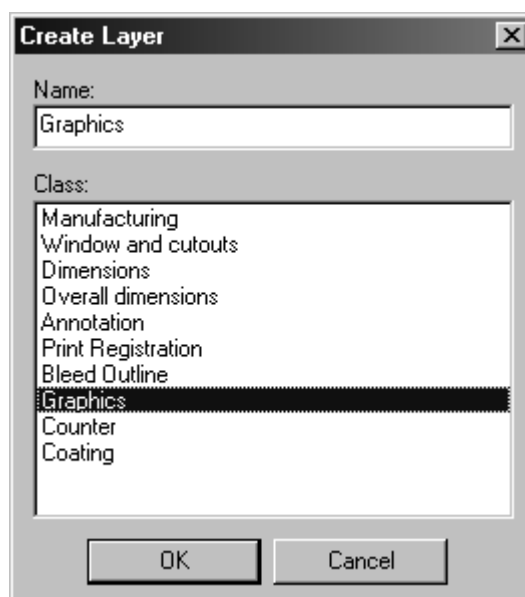 Create Layer
Name:
Graphics
Class:
Manufacturing
Window and cutouts
Dimensions
Overall dimensions
Annotation
Print Registration
Bleed Outline
Graphics
Counter
Coating
OK Cancel